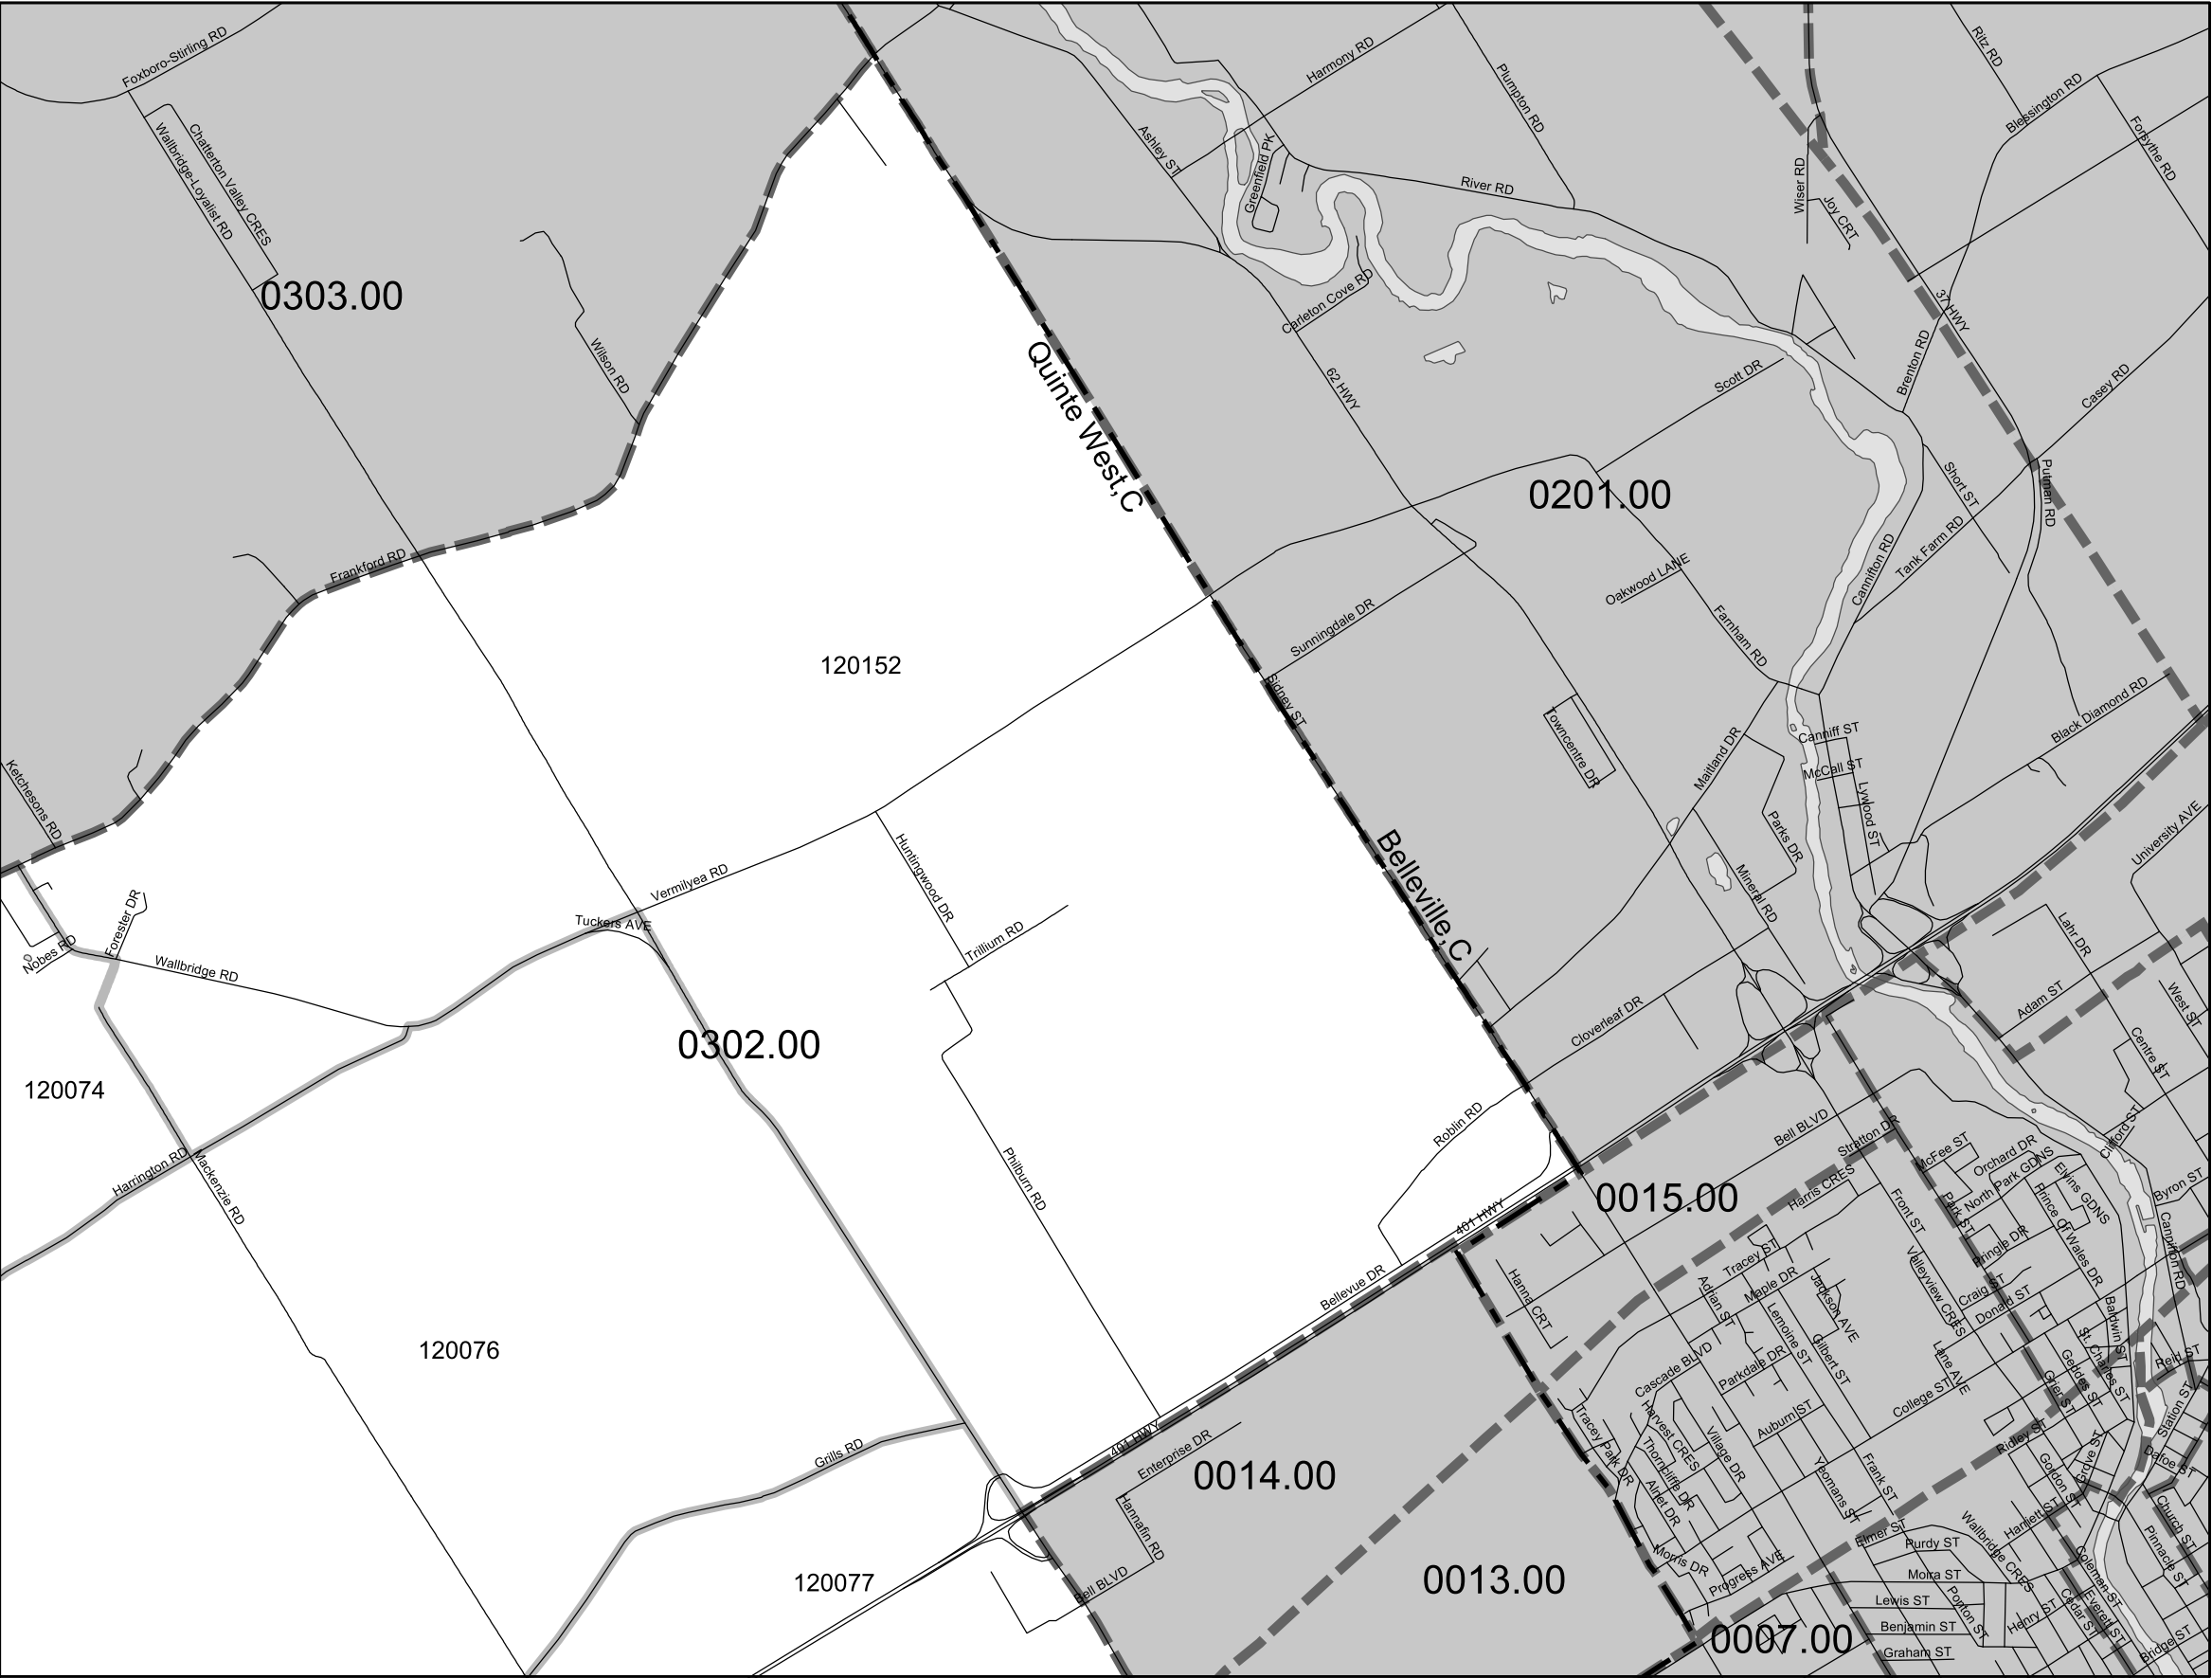 Foxboro-Stirling RD
Chatterton Valley CRES
Wallbridge-Loyalist RD
0303.00
Wilson RD
Frankford RD
Ketchesons RD
Quinte West,C
Belleville,C
Ashley ST
Harmony RD
Greenfield PK
Plumpton RD
River RD
Carleton Cove RD
62 HWY
Ritz RD
Blessington RD
Forsythe RD
Wiser RD
Joy CRT
37 HWY
Brenton RD
Casey RD
Scott DR
0201.00
Short ST
Putman RD
Tank Farm RD
Cannifton RD
Oakwood LANE
Farnham RD
Sunningdale DR
Sidney ST
Towncentre DR
Maitland DR
Canniff ST
McCall ST
Lywood ST
Black Diamond RD
Parks DR
Mineral RD
University AVE
Cloverleaf DR
Lahr DR
Adam ST
West ST
Centre ST
120152
Vermilyea RD
Tuckers AVE
Huntingwood DR
Trillium RD
Forester DR
Nobes RD
Wallbridge RD
0302.00
120074
Harrington RD
Mackenzie RD
Philburn RD
Roblin RD
401 HWY
Bellevue DR
120076
Grills RD
120077
401 HWY
Enterprise DR
Hannafin RD
Bell BLVD
0014.00
0013.00
0015.00
0007.00
Bell BLVD
Stratton DR
Harris CRES
Front ST
McFee ST
Orchard DR
North Park GDNS
Elvins GDNS
Prince Of Wales DR
Park ST
Pringle DR
Clifford ST
Byron ST
Cannifton RD
Hanna CRT
Tracey ST
Maple DR
Adrian ST
Jackson AVE
Lemoine ST
Gilbert ST
Valleyview CRES
Craig ST
Donald ST
Baldwin ST
St. Charles ST
Geddes ST
Grier ST
Reid ST
Lane AVE
College ST
Cascade BLVD
Parkdale DR
Auburn ST
Harvest CRES
Village DR
Tracey Park DR
Thorncliffe DR
Alnet DR
Morris DR
Progress AVE
Yeomans ST
Frank ST
Ridley ST
Gordon ST
Grove ST
Station ST
Dafoe ST
Church ST
Pinnacle ST
Harriett ST
Wallbridge CRES
Elmer ST
Purdy ST
Moira ST
Lewis ST
Benjamin ST
Graham ST
Ponton ST
Henry ST
Cedar ST
Everett ST
Coleman ST
Bridge ST